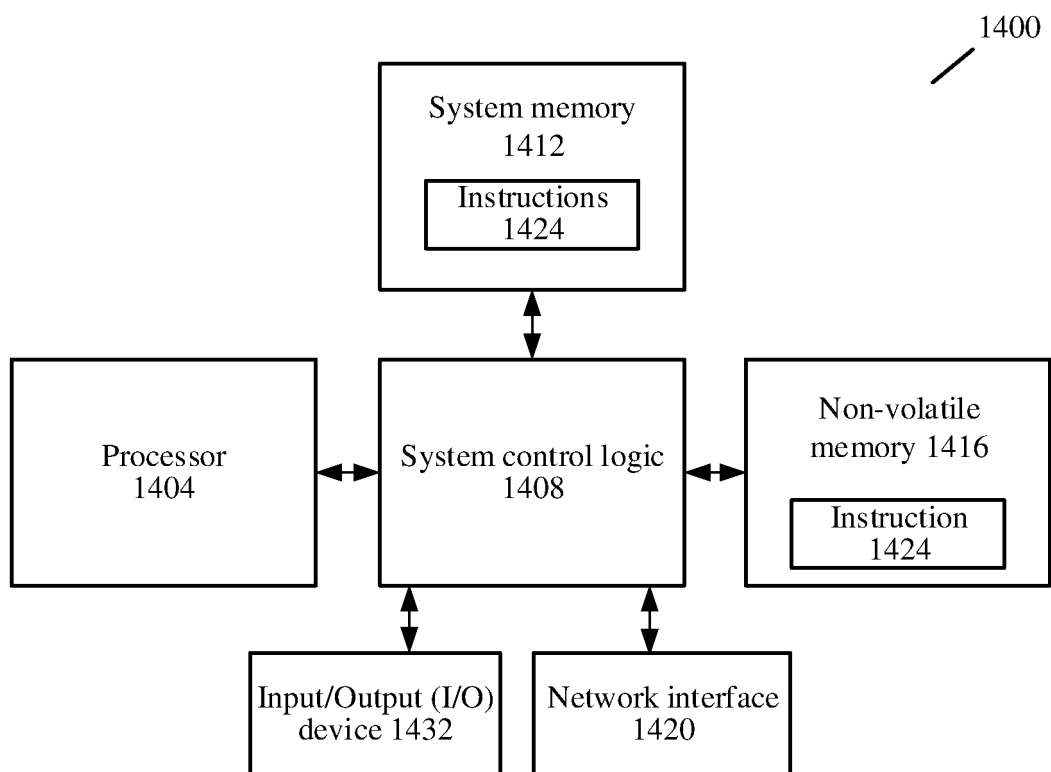 1400
System memory
1412
Instructions
1424
Processor
1404
System control logic
1408
Non-volatile
memory 1416
Instruction
1424
Input/Output (I/O)
device 1432
Network interface
1420